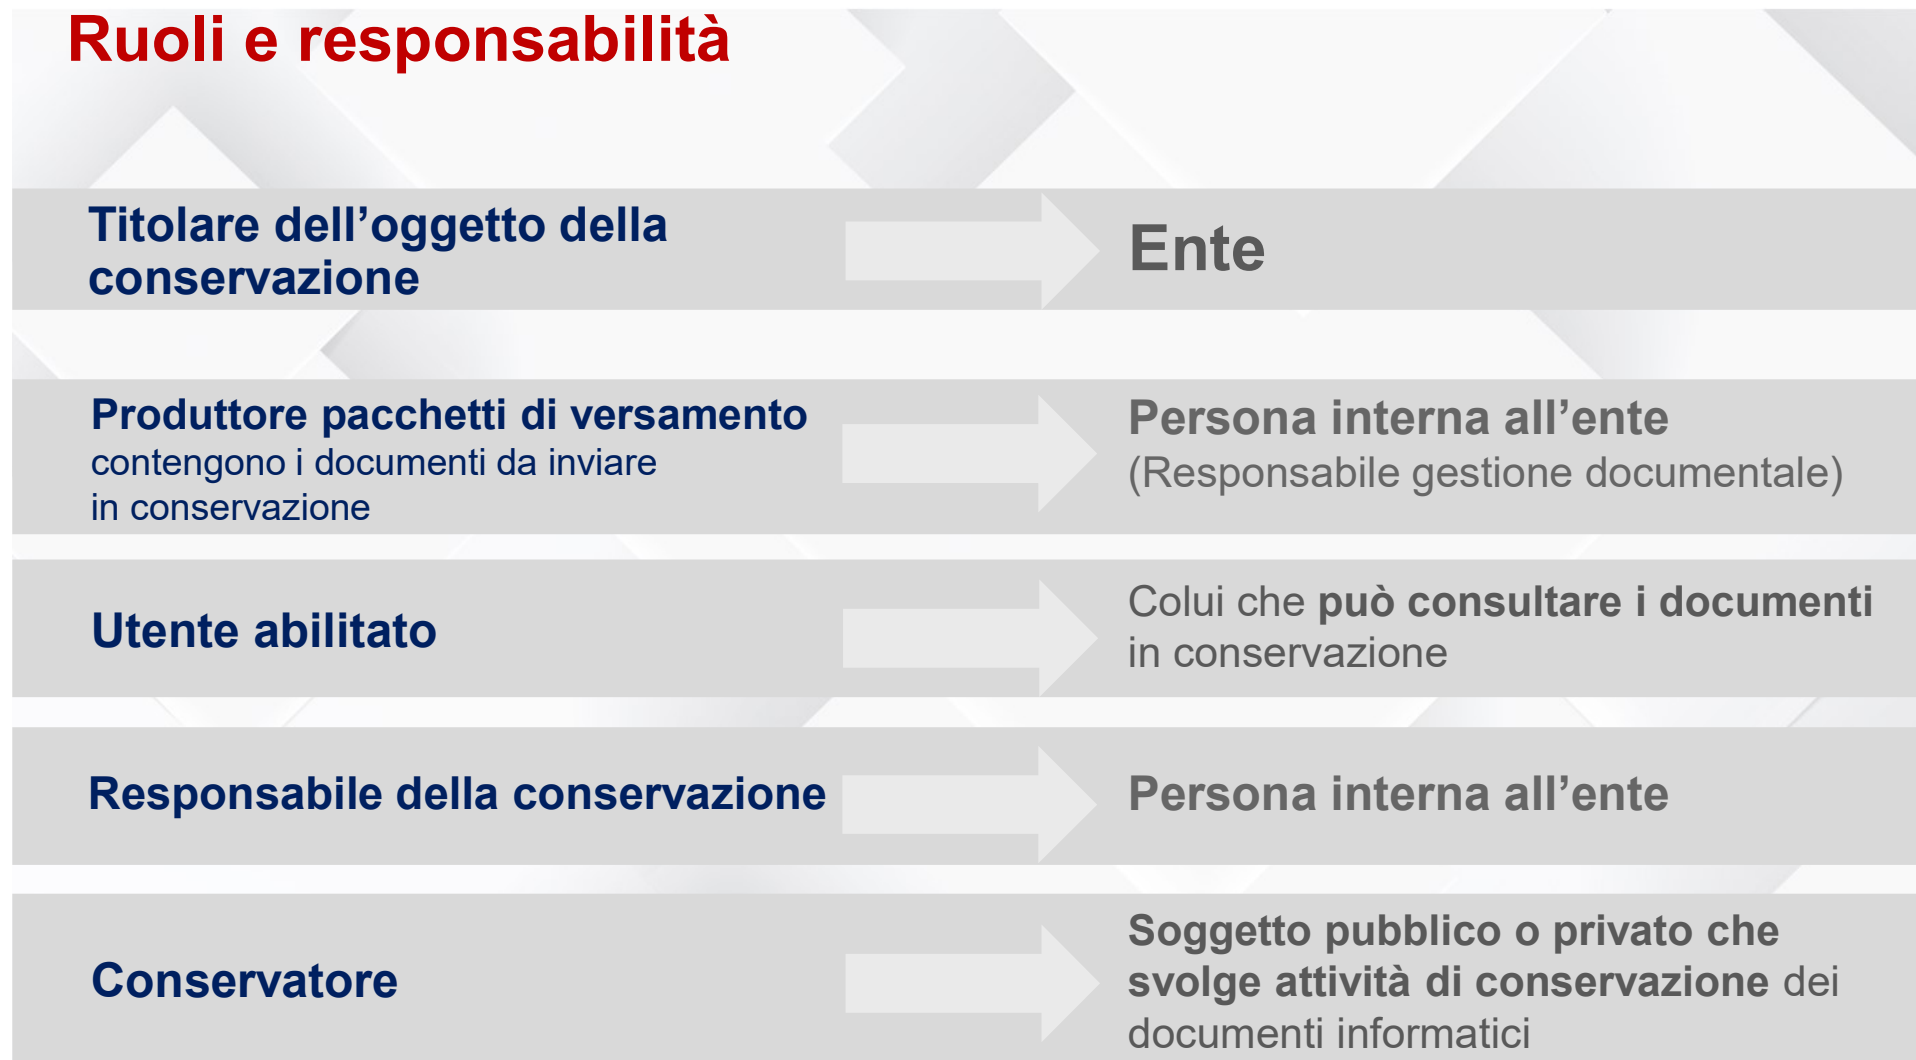 Ruoli e responsabilità
Titolare dell’oggetto della
conservazione
Ente
Produttore pacchetti di versamento
contengono i documenti da inviare
in conservazione
Persona interna all’ente
(Responsabile gestione documentale)
Utente abilitato
Colui che può consultare i documenti
in conservazione
Responsabile della conservazione
Persona interna all’ente
Conservatore
Soggetto pubblico o privato che
svolge attività di conservazione dei
documenti informatici